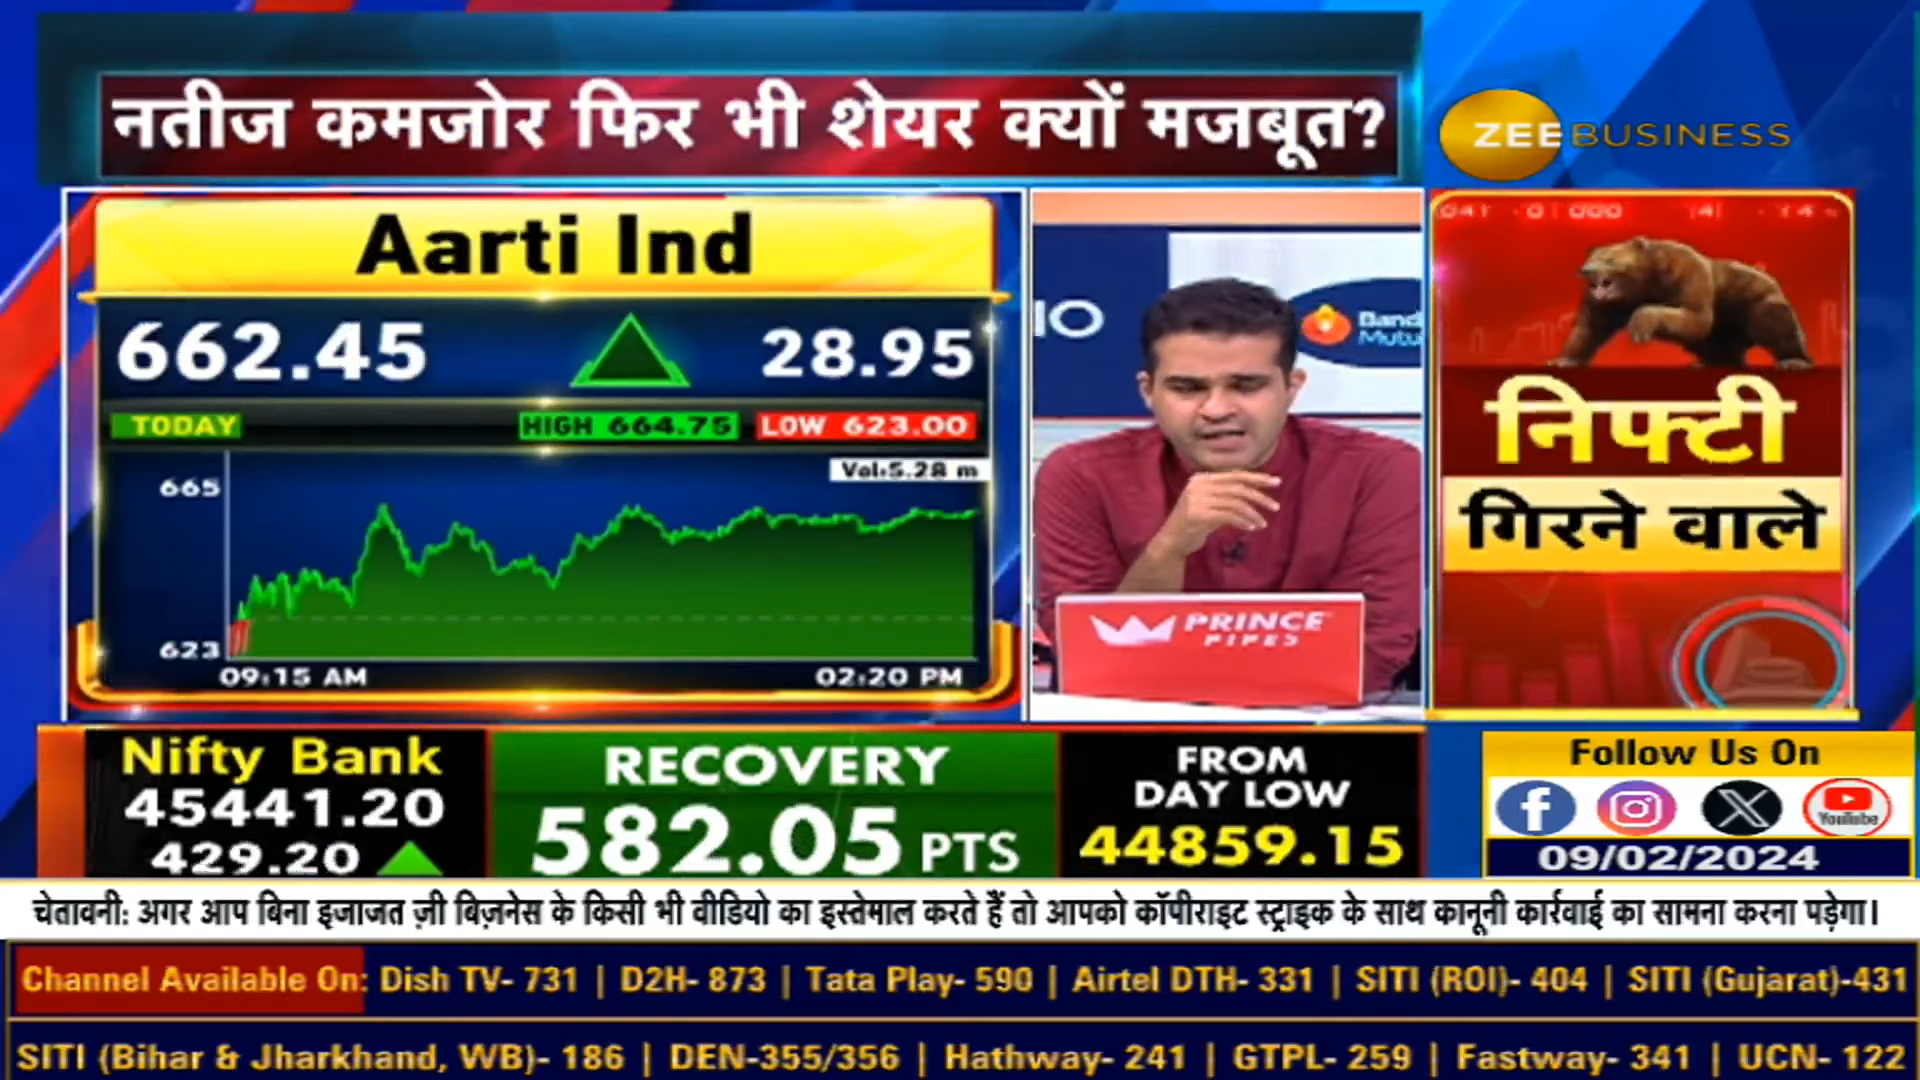 नतीज कमजोर फिर भी शेयर क्यों मजबूत?
ZEE BUSINESS
Aarti Ind
662.45 28.95
TODAY HIGH 664.75 LOW 623.00
Vol:5.28 m
665
623
09:15 AM 02:20 PM
IO
Band
Mutu
PRINCE
PIPES
निफ्टी
गिरने वाले
Nifty Bank
45441.20
429.20
RECOVERY
582.05 PTS
FROM
DAY LOW
44859.15
Follow Us On
YouTube
09/02/2024
चेतावनी: अगर आप बिना इजाजत ज़ी बिज़नेस के किसी भी वीडियो का इस्तेमाल करते हैं तो आपको कॉपीराइट स्ट्राइक के साथ कानूनी कार्रवाई का सामना करना पड़ेगा।
Channel Available On: Dish TV- 731 | D2H- 873 | Tata Play- 590 | Airtel DTH- 331 | SITI (ROI)- 404 | SITI (Gujarat)-431
SITI (Bihar & Jharkhand, WB)- 186 | DEN-355/356 | Hathway- 241 | GTPL- 259 | Fastway- 341 | UCN- 122